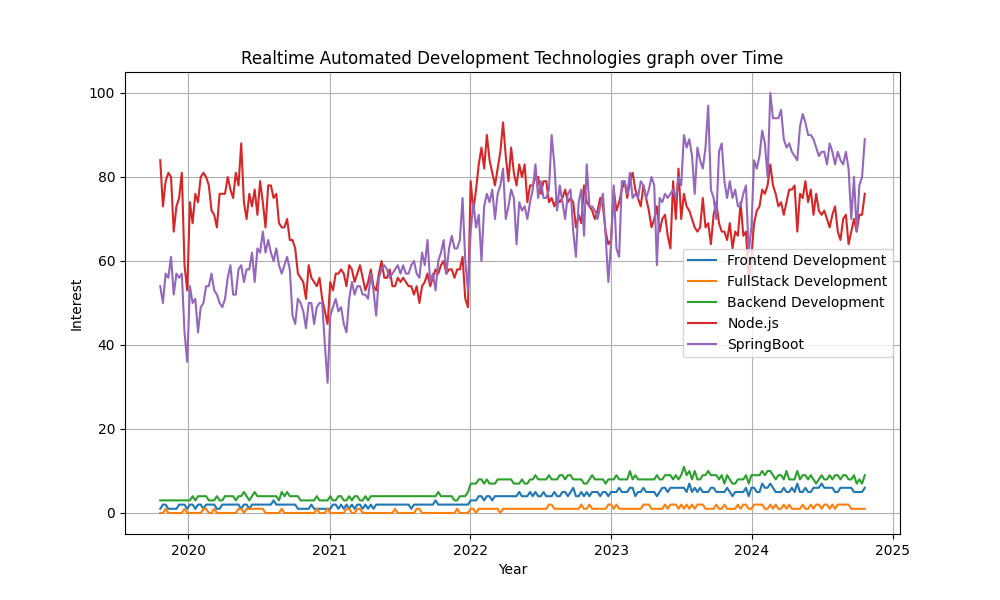 Realtime Automated Development Technologies graph over Time
100
80
60
40
20
0
Interest
Frontend Development
FullStack Development
Backend Development
Node.js
SpringBoot
2020
2021
2022
2023
2024
2025
Year